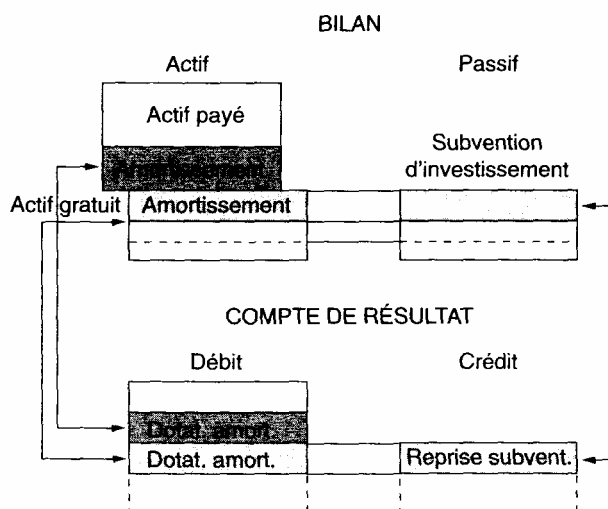 BILAN
Actif
Passif
Actif payé
Amortissement
Subvention
d'investissement
Actif gratuit
Amortissement
COMPTE DE RÉSULTAT
Débit
Crédit
Dotat. amort.
Dotat. amort.
Reprise subvent.